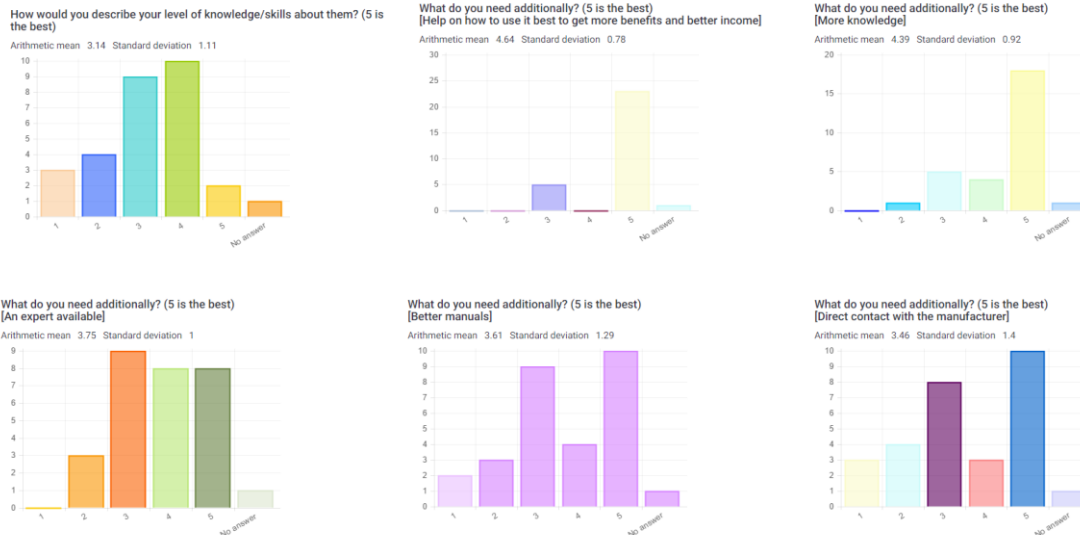 How would you describe your level of knowledge/skills about them? (5 is
the best)
Arithmetic mean 3.14 Standard deviation 1.11
10
9
8
7
6
5
4
3
2
1
0
1 2 3 4 5 No answer
What do you need additionally? (5 is the best)
[Help on how to use it best to get more benefits and better income]
Arithmetic mean 4.64 Standard deviation 0.78
30
25
20
15
10
5
0
1 2 3 4 5 No answer
What do you need additionally? (5 is the best)
[More knowledge]
Arithmetic mean 4.39 Standard deviation 0.92
20
15
10
5
0
1 2 3 4 5 No answer
What do you need additionally? (5 is the best)
[An expert available]
Arithmetic mean 3.75 Standard deviation 1
9
8
7
6
5
4
3
2
1
0
1 2 3 4 5 No answer
What do you need additionally? (5 is the best)
[Better manuals]
Arithmetic mean 3.61 Standard deviation 1.29
10
9
8
7
6
5
4
3
2
1
0
1 2 3 4 5 No answer
What do you need additionally? (5 is the best)
[Direct contact with the manufacturer]
Arithmetic mean 3.46 Standard deviation 1.4
10
9
8
7
6
5
4
3
2
1
0
1 2 3 4 5 No answer